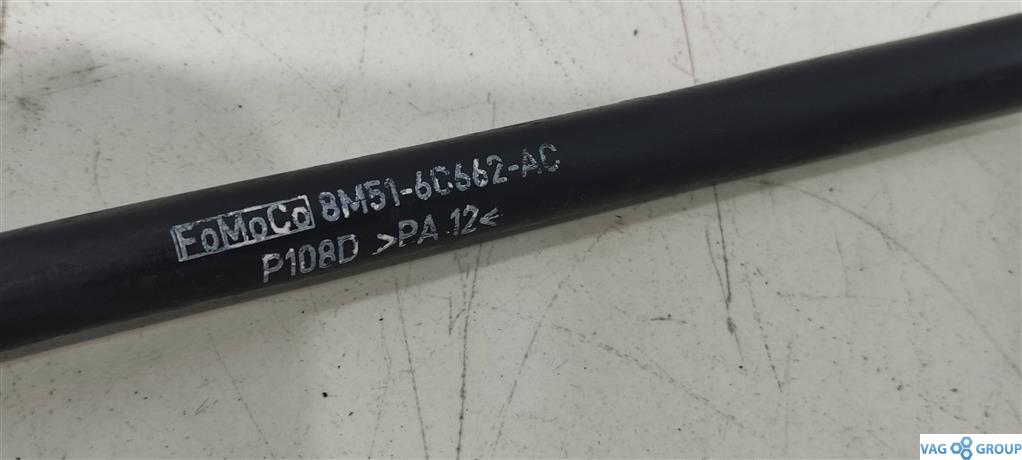 FoMoCo 8M51-6C662-AC
P108D >PA 12<
VAG GROUP